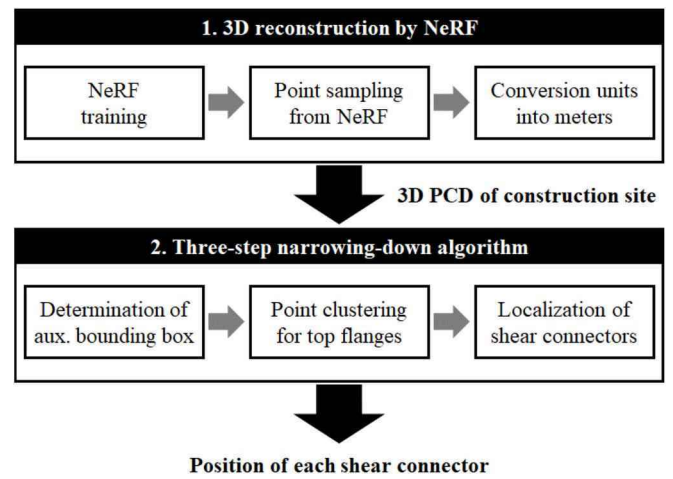 1. 3D reconstruction by NeRF
NeRF
training
Point sampling
from NeRF
Conversion units
into meters
3D PCD of construction site
2. Three-step narrowing-down algorithm
Determination of
aux. bounding box
Point clustering
for top flanges
Localization of
shear connectors
Position of each shear connector